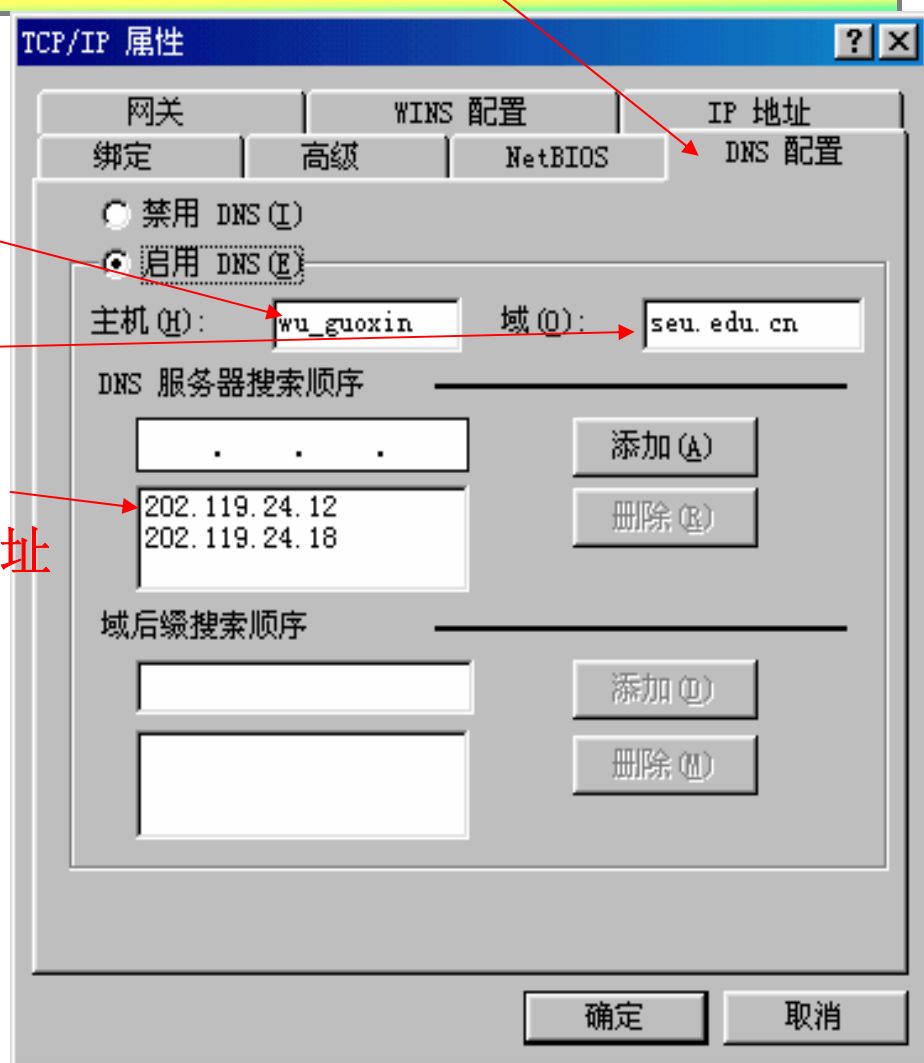 TCP/IP 属性
网关 WINS 配置 IP 地址
绑定 高级 NetBIOS DNS 配置
禁用 DNS(I)
启用 DNS(E)
主机(H): wu_guoxin 域(O): seu.edu.cn
DNS 服务器搜索顺序
. . . 添加(A)
202.119.24.12 删除(R)
202.119.24.18
址
域后缀搜索顺序
添加(D)
删除(M)
确定 取消